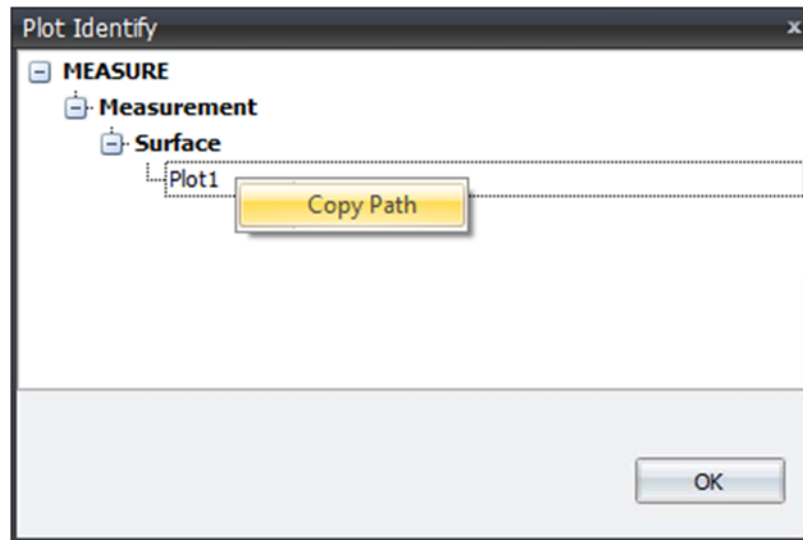 Plot Identify
MEASURE
Measurement
Surface
Plot1
Copy Path
OK